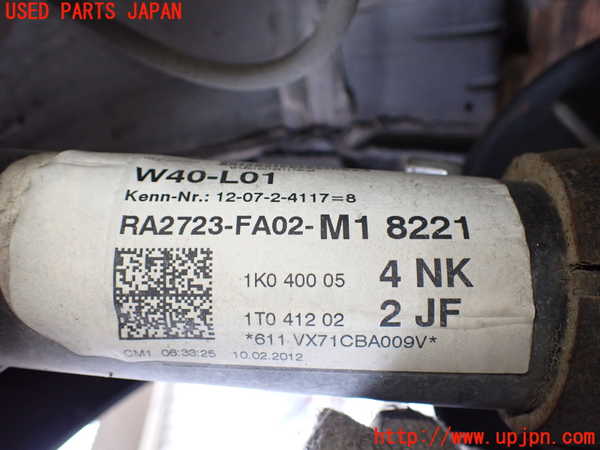 USED PARTS JAPAN
W40-L01
Kenn-Nr.: 12-07-2-4117=8
RA2723-FA02-M1 8221
1K0 400 05 4 NK
1T0 412 02 2 JF
*611 VX71CBA009V*
CM1 06:33:25 10.02.2012
http://www.upjpn.com/